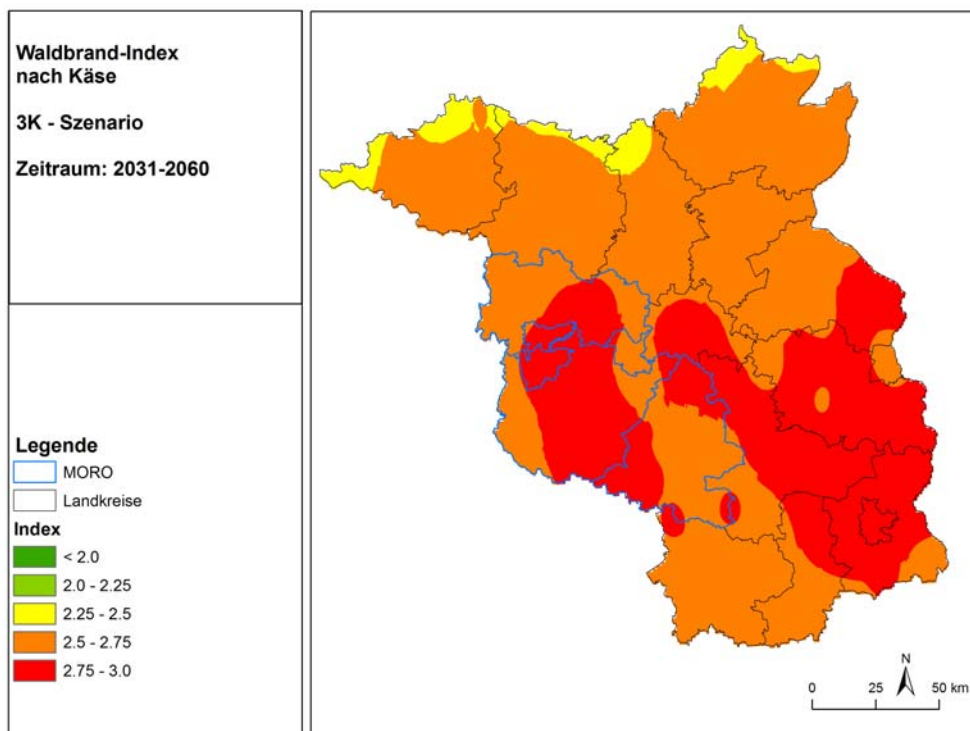 Waldbrand-Index
nach Käse
3K - Szenario
Zeitraum: 2031-2060
Legende
MORO
Landkreise
Index
< 2.0
2.0 - 2.25
2.25 - 2.5
2.5 - 2.75
2.75 - 3.0
N
0 25 50 km